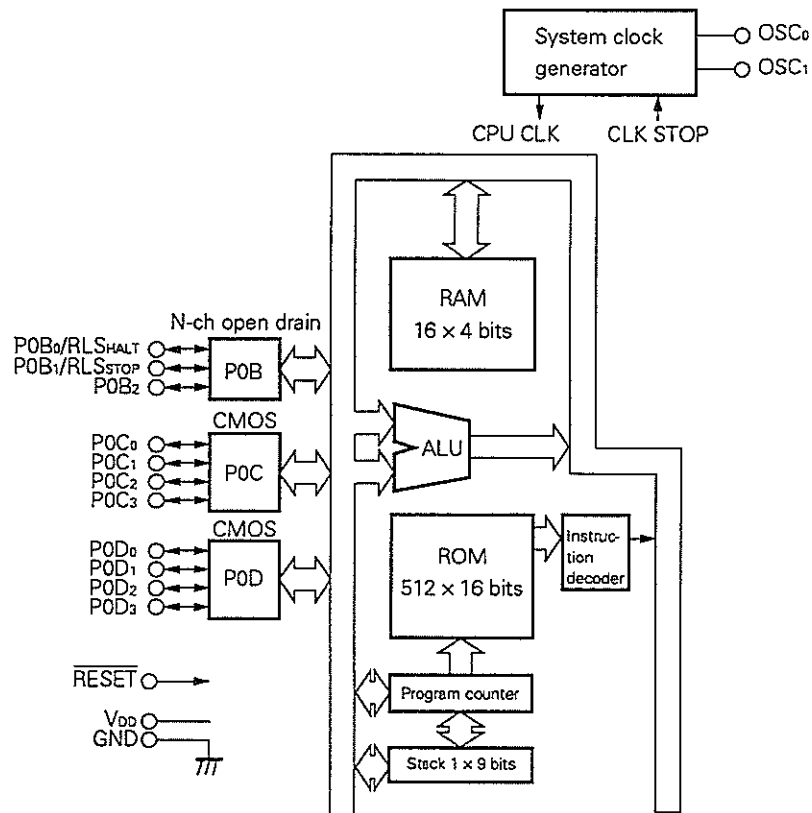 System clock
generator
OSC₀
OSC₁
CPU CLK
CLK STOP
RAM
16 × 4 bits
N-ch open drain
P0B₀/RLSHALT
P0B₁/RLSSTOP
P0B₂
P0B
CMOS
P0C₀
P0C₁
P0C₂
P0C₃
P0C
ALU
CMOS
P0D₀
P0D₁
P0D₂
P0D₃
P0D
ROM
512 × 16 bits
Instruc-
tion
decoder
RESET
Program counter
VDD
GND
Stack 1 × 9 bits